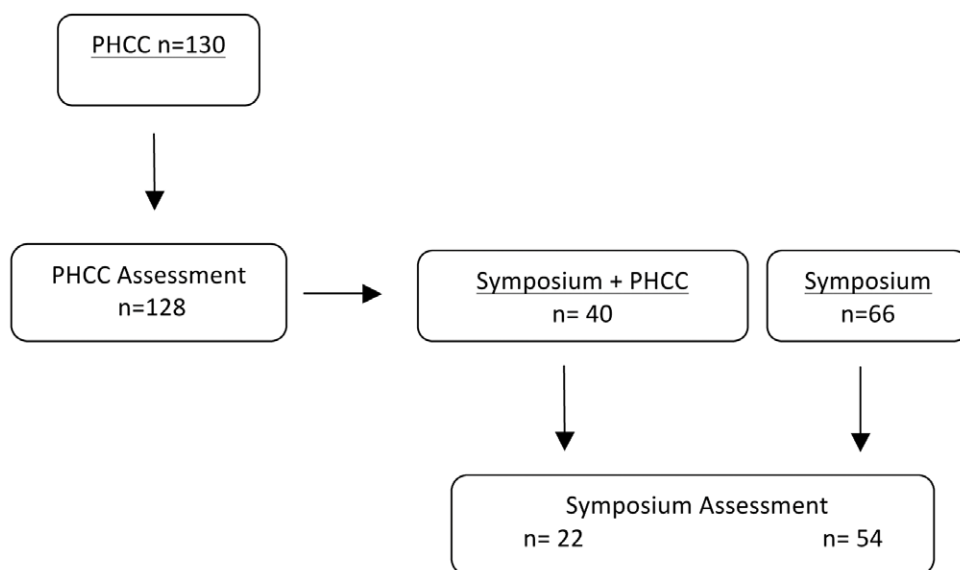 PHCC n=130
PHCC Assessment
n=128
Symposium + PHCC
n= 40
Symposium
n=66
Symposium Assessment
n= 22 n= 54